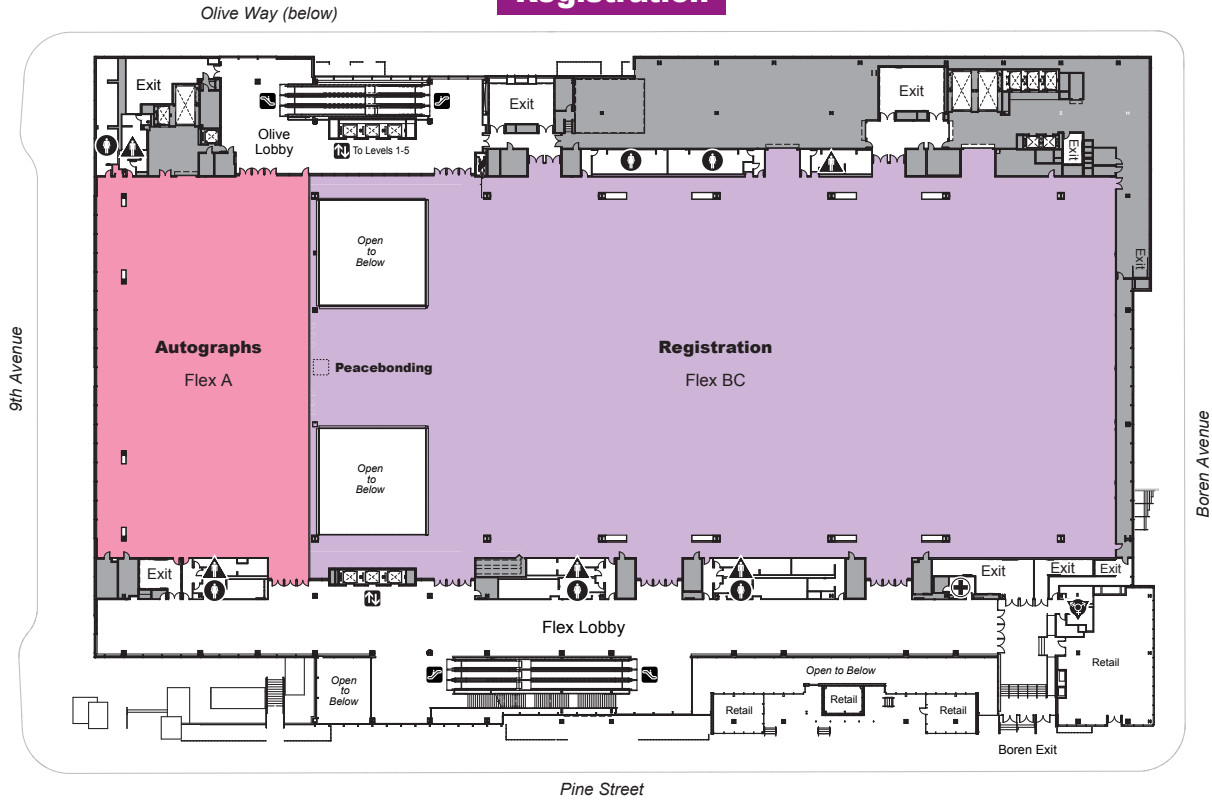 Registration
Olive Way (below)
Exit
Exit
Exit
Olive
Lobby
To Levels 1-5
Exit
Open
to
Below
Exit
9th Avenue
Autographs
Flex A
Peacebonding
Registration
Flex BC
Boren Avenue
Open
to
Below
Exit
Exit
Exit
Exit
Flex Lobby
Open
to
Below
Open to Below
Retail
Retail
Retail
Retail
Boren Exit
Pine Street